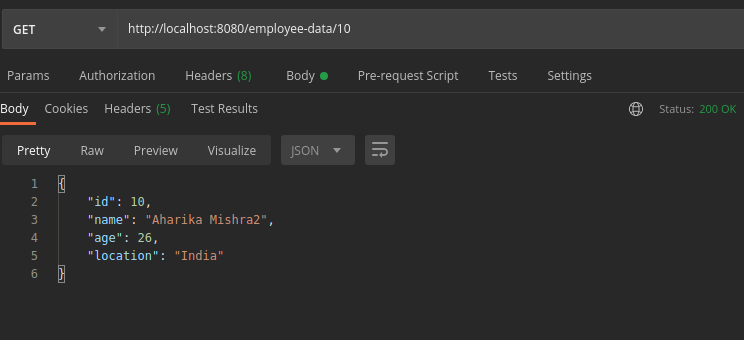 GET http://localhost:8080/employee-data/10
Params Authorization Headers (8) Body Pre-request Script Tests Settings
Body Cookies Headers (5) Test Results Status: 200 OK
Pretty Raw Preview Visualize JSON
1 {
2 "id": 10,
3 "name": "Aharika Mishra2",
4 "age": 26,
5 "location": "India"
6 }